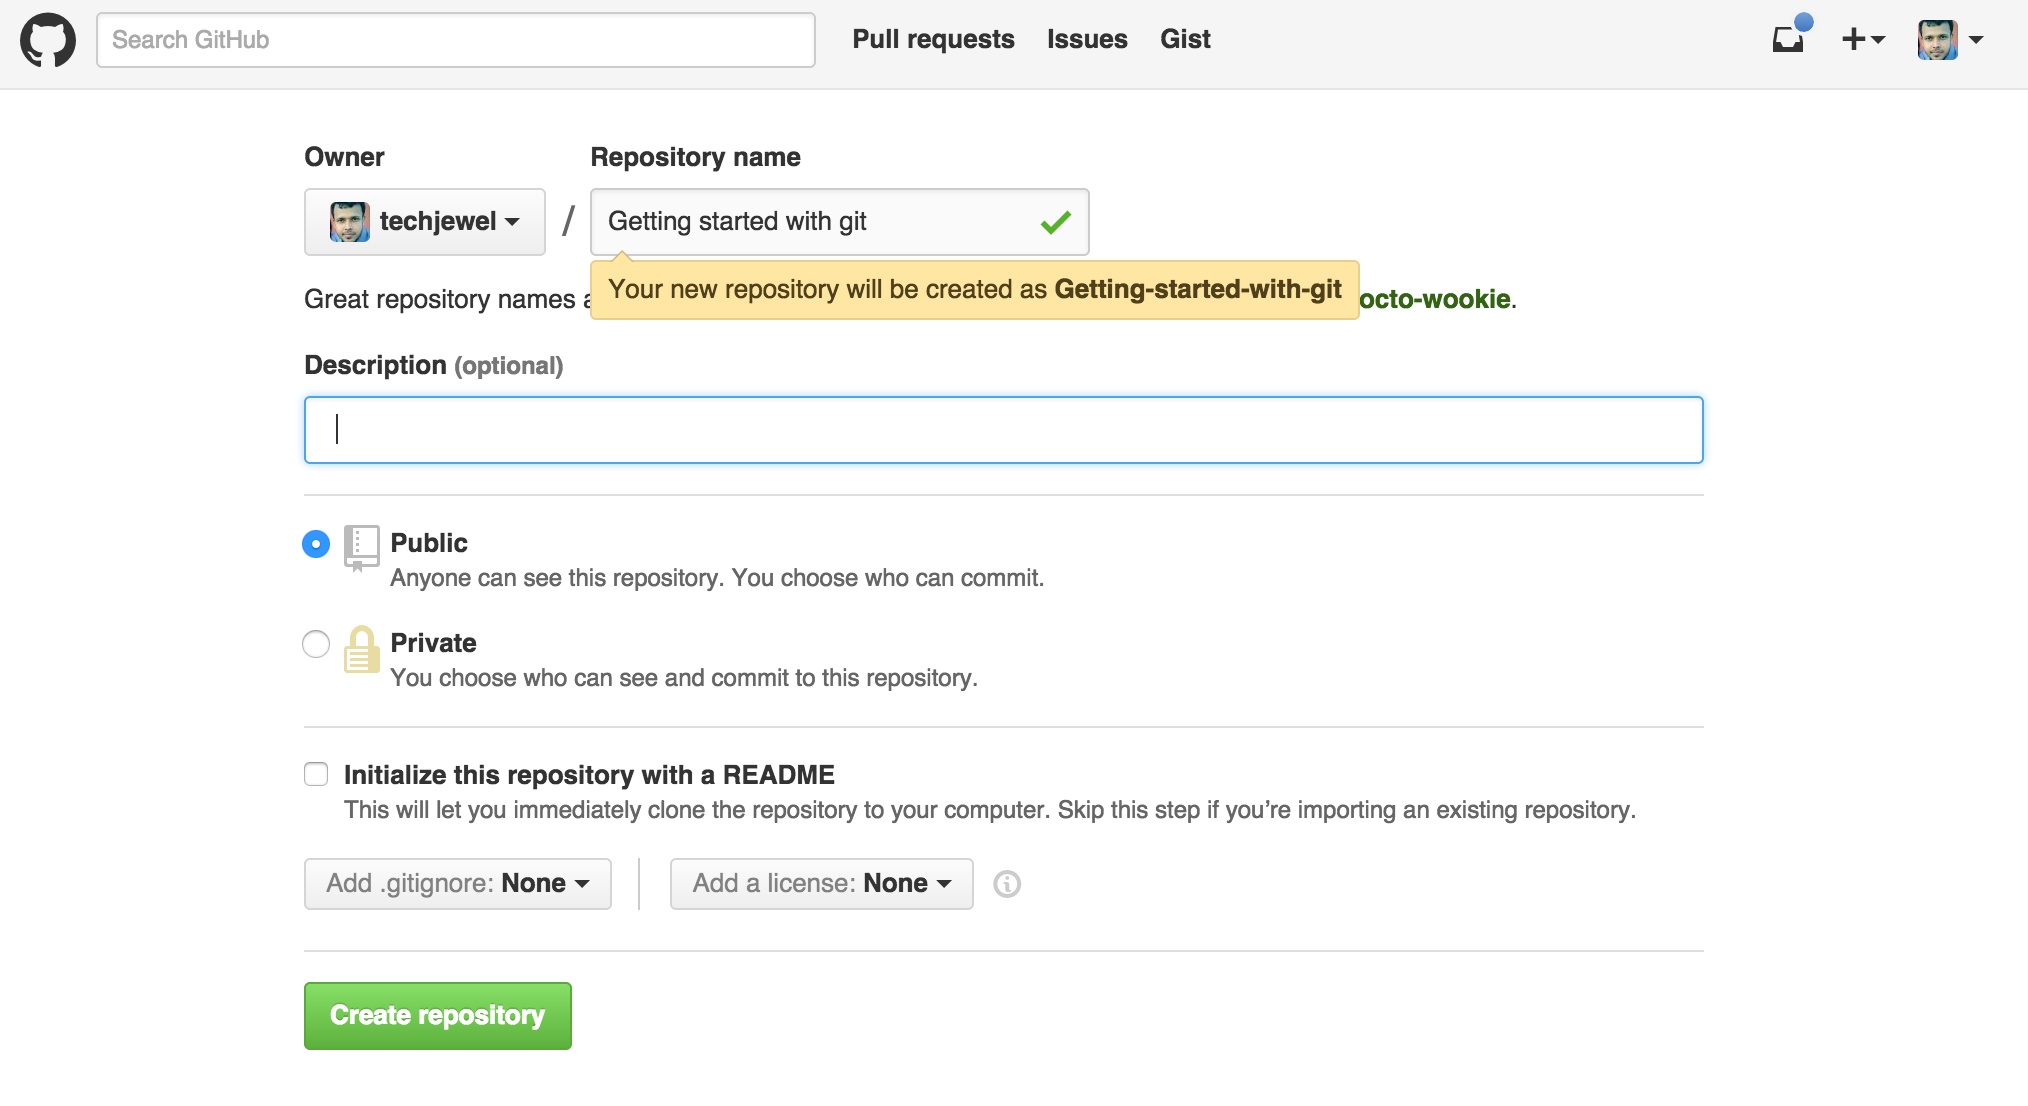 Search GitHub Pull requests Issues Gist
Owner Repository name
techjewel / Getting started with git
Your new repository will be created as Getting-started-with-git
Great repository names a octo-wookie.
Description (optional)
Public
Anyone can see this repository. You choose who can commit.
Private
You choose who can see and commit to this repository.
Initialize this repository with a README
This will let you immediately clone the repository to your computer. Skip this step if you’re importing an existing repository.
Add .gitignore: None Add a license: None
Create repository